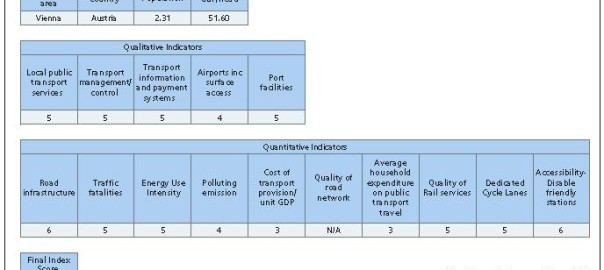 area
Vienna Austria 2.31 51.60
Qualitative Indicators
Local public transport services
Transport management/ control
Transport information and payment systems
Airports inc surface access
Port facilities
5 5 5 4 5
Quantitative Indicators
Road infrastructure
Traffic fatalities
Energy Use Intensity
Polluting emission
Cost of transport provision/ unit GDP
Quality of road network
Average household expenditure on public transport travel
Quality of Rail services
Dedicated Cycle Lanes
Accessibility- Disable friendly stations
6 5 5 4 3 N/A 3 5 5 6
Final Index
Score